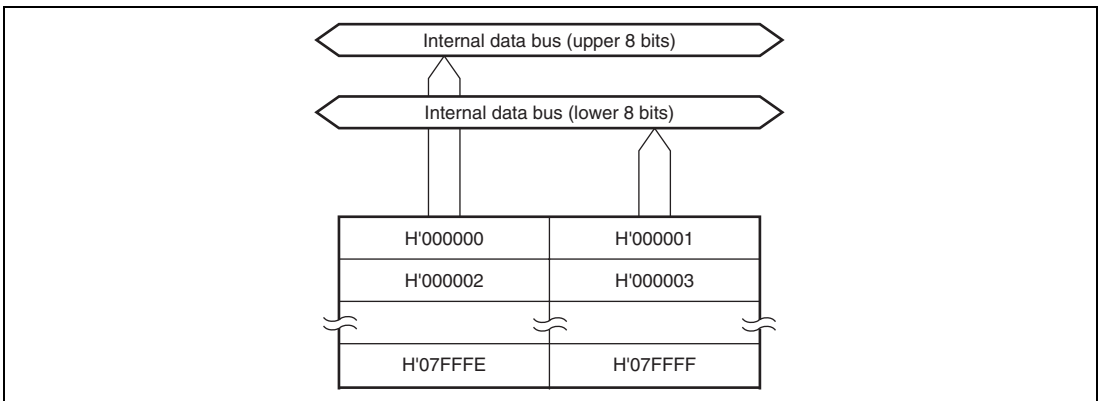 Internal data bus (upper 8 bits)
Internal data bus (lower 8 bits)
H'000000 H'000001
H'000002 H'000003
H'07FFFE H'07FFFF